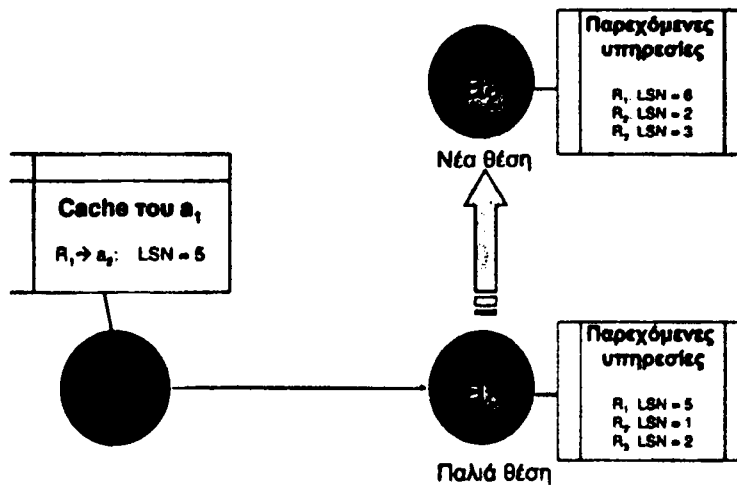 Παρεχόμενες
υπηρεσίες
R₁: LSN = 6
R₂: LSN = 2
R₃ LSN = 3
Νέα θέση
Cache του a₁
R₁ → a₂: LSN = 5
Παρεχόμενες
υπηρεσίες
R₁ LSN = 5
R₂: LSN = 1
R₃ LSN = 2
Παλιά θέση